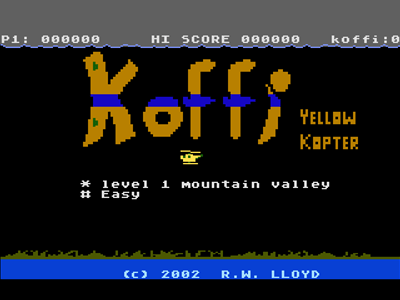 P1: 000000 HI SCORE 000000 koffi:0
Koffi
YELLOW
KOPTER
* level 1 mountain valley
# Easy
(c) 2002 R.W. LLOYD